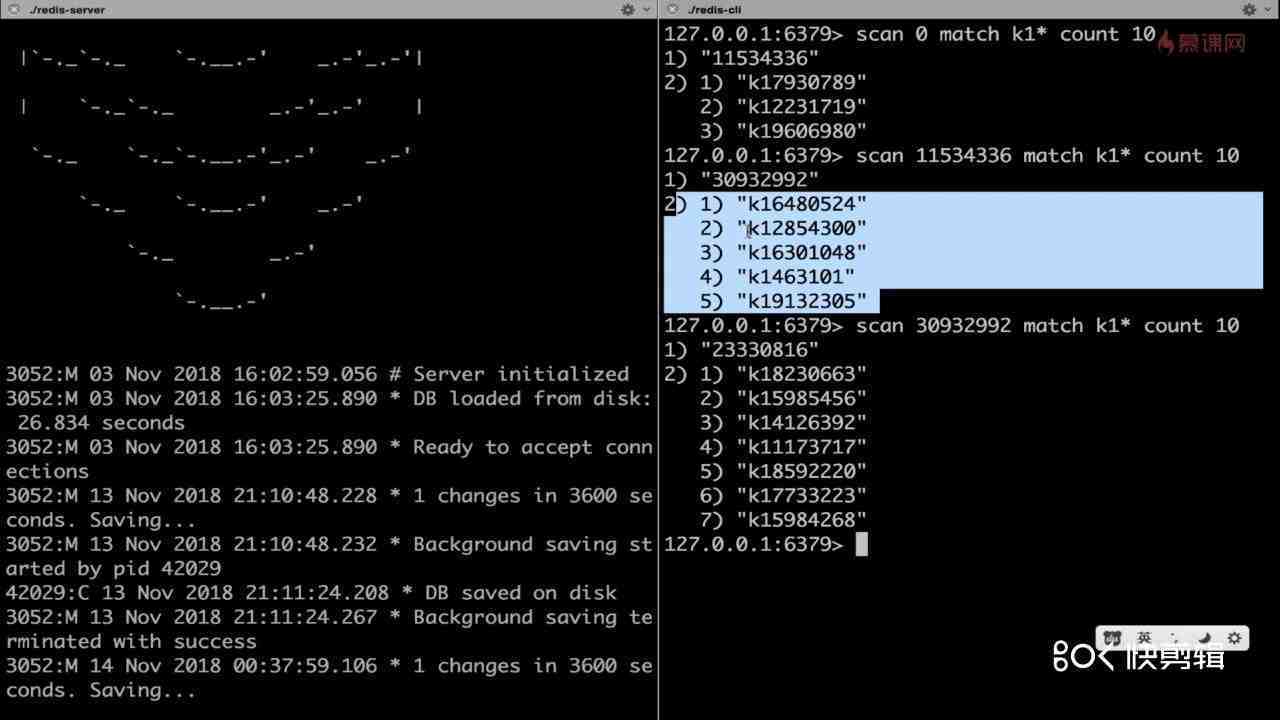 ./redis-server
|`-._`-._    `-.__.-'    _.-'_.-'|
|    `-._`-._        _.-'_.-'    |
`-._    `-._`-.__.-'_.-'    _.-'
`-._    `-.__.-'    _.-'
`-._        _.-'
`-.__.-'
3052:M 03 Nov 2018 16:02:59.056 # Server initialized
3052:M 03 Nov 2018 16:03:25.890 * DB loaded from disk:
26.834 seconds
3052:M 03 Nov 2018 16:03:25.890 * Ready to accept conn
ections
3052:M 13 Nov 2018 21:10:48.228 * 1 changes in 3600 se
conds. Saving...
3052:M 13 Nov 2018 21:10:48.232 * Background saving st
arted by pid 42029
42029:C 13 Nov 2018 21:11:24.208 * DB saved on disk
3052:M 13 Nov 2018 21:11:24.267 * Background saving te
rminated with success
3052:M 14 Nov 2018 00:37:59.106 * 1 changes in 3600 se
conds. Saving...
./redis-cli
127.0.0.1:6379> scan 0 match k1* count 10
慕课网
1) "11534336"
2) 1) "k17930789"
2) "k12231719"
3) "k19606980"
127.0.0.1:6379> scan 11534336 match k1* count 10
1) "30932992"
2) 1) "k16480524"
2) "k12854300"
3) "k16301048"
4) "k1463101"
5) "k19132305"
127.0.0.1:6379> scan 30932992 match k1* count 10
1) "23330816"
2) 1) "k18230663"
2) "k15985456"
3) "k14126392"
4) "k11173717"
5) "k18592220"
6) "k17733223"
7) "k15984268"
127.0.0.1:6379>
英
快剪辑